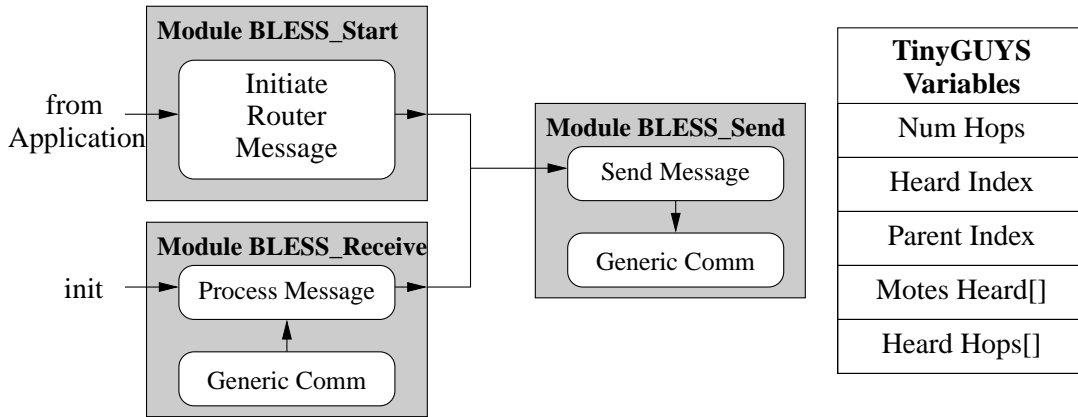 Module BLESS_Start
Initiate
Router
Message
from
Application
Module BLESS_Receive
init
Process Message
Generic Comm
Module BLESS_Send
Send Message
Generic Comm
TinyGUYS
Variables
Num Hops
Heard Index
Parent Index
Motes Heard[]
Heard Hops[]